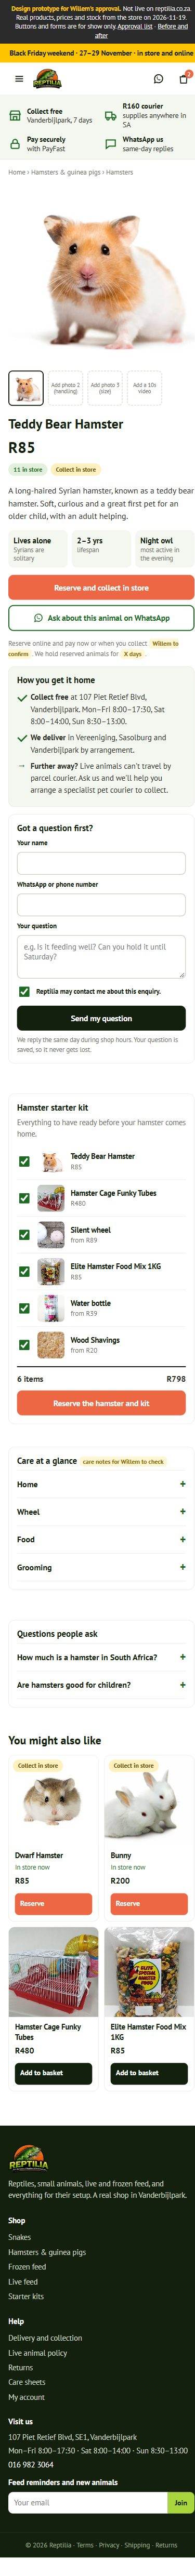 Design prototype for Willem's approval. Not live on reptilia.co.za.
Real products, prices and stock from the store on 2026-11-19.
Buttons and forms are for show only. Approval list · Before and
after
Black Friday weekend · 27–29 November · in store and online
REPTILIA
2
Collect free
Vanderbijlpark, 7 days
R160 courier
supplies anywhere in
SA
Pay securely
with PayFast
WhatsApp us
same-day replies
Home › Hamsters & guinea pigs › Hamsters
Add photo 2
(handling)
Add photo 3
(size)
Add a 10s
video
Teddy Bear Hamster
R85
11 in store
Collect in store
A long-haired Syrian hamster, known as a teddy bear
hamster. Soft, curious and a great first pet for an
older child, with an adult helping.
Lives alone
Syrians are
solitary
2–3 yrs
lifespan
Night owl
most active in
the evening
Reserve and collect in store
Ask about this animal on WhatsApp
Reserve online and pay now or when you collect Willem to
confirm . We hold reserved animals for X days .
How you get it home
Collect free at 107 Piet Retief Blvd,
Vanderbijlpark. Mon–Fri 8:00–17:30, Sat
8:00–14:00, Sun 8:30–13:00.
We deliver in Vereeniging, Sasolburg and
Vanderbijlpark by arrangement.
→ Further away? Live animals can't travel by
parcel courier. Ask us and we'll help you
arrange a specialist pet courier to collect.
Got a question first?
Your name
WhatsApp or phone number
Your question
e.g. Is it feeding well? Can you hold it until
Saturday?
Reptilia may contact me about this enquiry.
Send my question
We reply the same day during shop hours. Your question is
saved, so it never gets lost.
Hamster starter kit
Everything to have ready before your hamster comes
home.
Teddy Bear Hamster
R85
Hamster Cage Funky Tubes
R480
Silent wheel
from R89
Elite Hamster Food Mix 1KG
R85
Water bottle
from R39
Wood Shavings
from R20
6 items R798
Reserve the hamster and kit
Care at a glance care notes for Willem to check
Home +
Wheel +
Food +
Grooming +
Questions people ask
How much is a hamster in South Africa? +
Are hamsters good for children? +
You might also like
Collect in store
Dwarf Hamster
In store now
R85
Reserve
Collect in store
Bunny
In store now
R200
Reserve
Hamster Cage Funky
Tubes
R480
Add to basket
Elite Hamster Food Mix
1KG
R85
Add to basket
REPTILIA
Reptiles, small animals, live and frozen feed, and
everything for their setup. A real shop in Vanderbijlpark.
Shop
Snakes
Hamsters & guinea pigs
Frozen feed
Live feed
Starter kits
Help
Delivery and collection
Live animal policy
Returns
Care sheets
My account
Visit us
107 Piet Retief Blvd, SE1, Vanderbijlpark
Mon–Fri 8:00–17:30 · Sat 8:00–14:00 · Sun 8:30–13:00
016 982 3064
Feed reminders and new animals
Your email
Join
© 2026 Reptilia · Terms · Privacy · Shipping · Returns